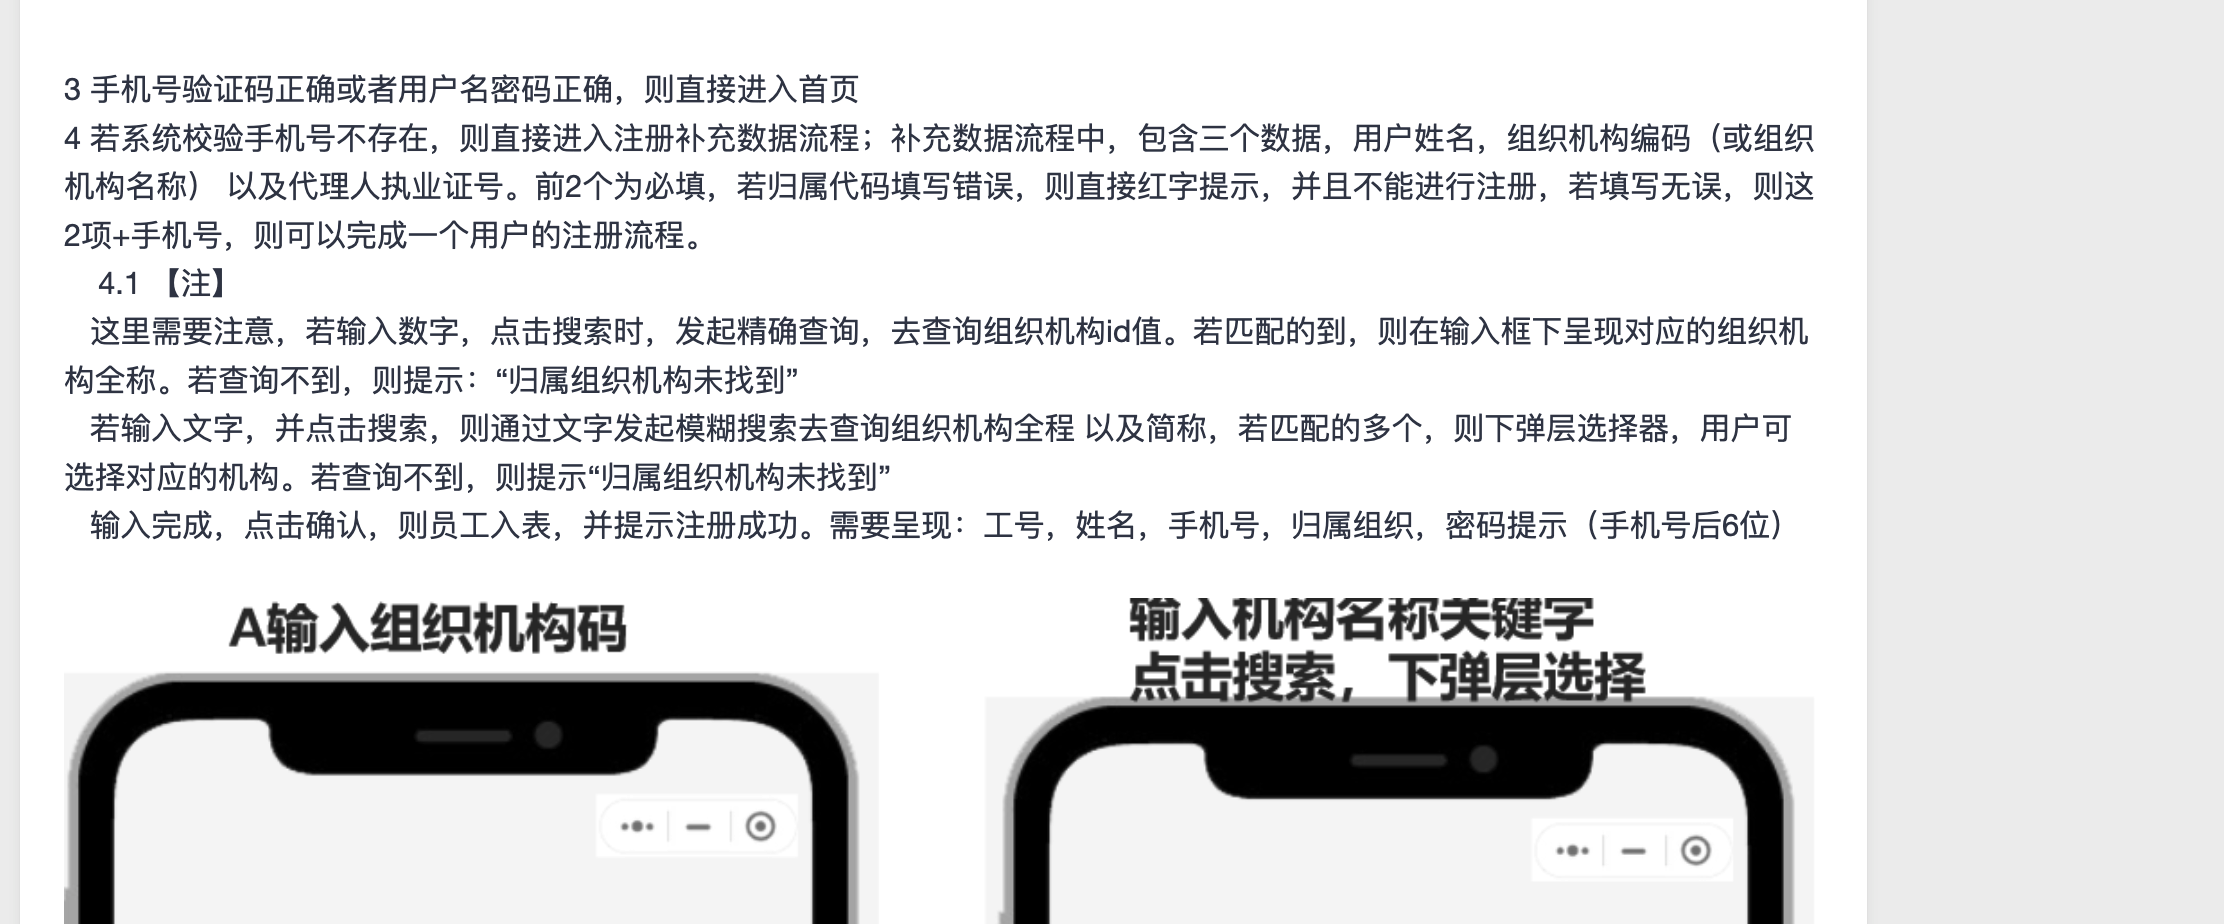 3 手机号验证码正确或者用户名密码正确，则直接进入首页
4 若系统校验手机号不存在，则直接进入注册补充数据流程；补充数据流程中，包含三个数据，用户姓名，组织机构编码（或组织
机构名称） 以及代理人执业证号。前2个为必填，若归属代码填写错误，则直接红字提示，并且不能进行注册，若填写无误，则这
2项+手机号，则可以完成一个用户的注册流程。
4.1 【注】
这里需要注意，若输入数字，点击搜索时，发起精确查询，去查询组织机构id值。若匹配的到，则在输入框下呈现对应的组织机
构全称。若查询不到，则提示：“归属组织机构未找到”
若输入文字，并点击搜索，则通过文字发起模糊搜索去查询组织机构全程 以及简称，若匹配的多个，则下弹层选择器，用户可
选择对应的机构。若查询不到，则提示“归属组织机构未找到”
输入完成，点击确认，则员工入表，并提示注册成功。需要呈现：工号，姓名，手机号，归属组织，密码提示（手机号后6位）
A输入组织机构码
输入机构名称关键字
点击搜索，下弹层选择